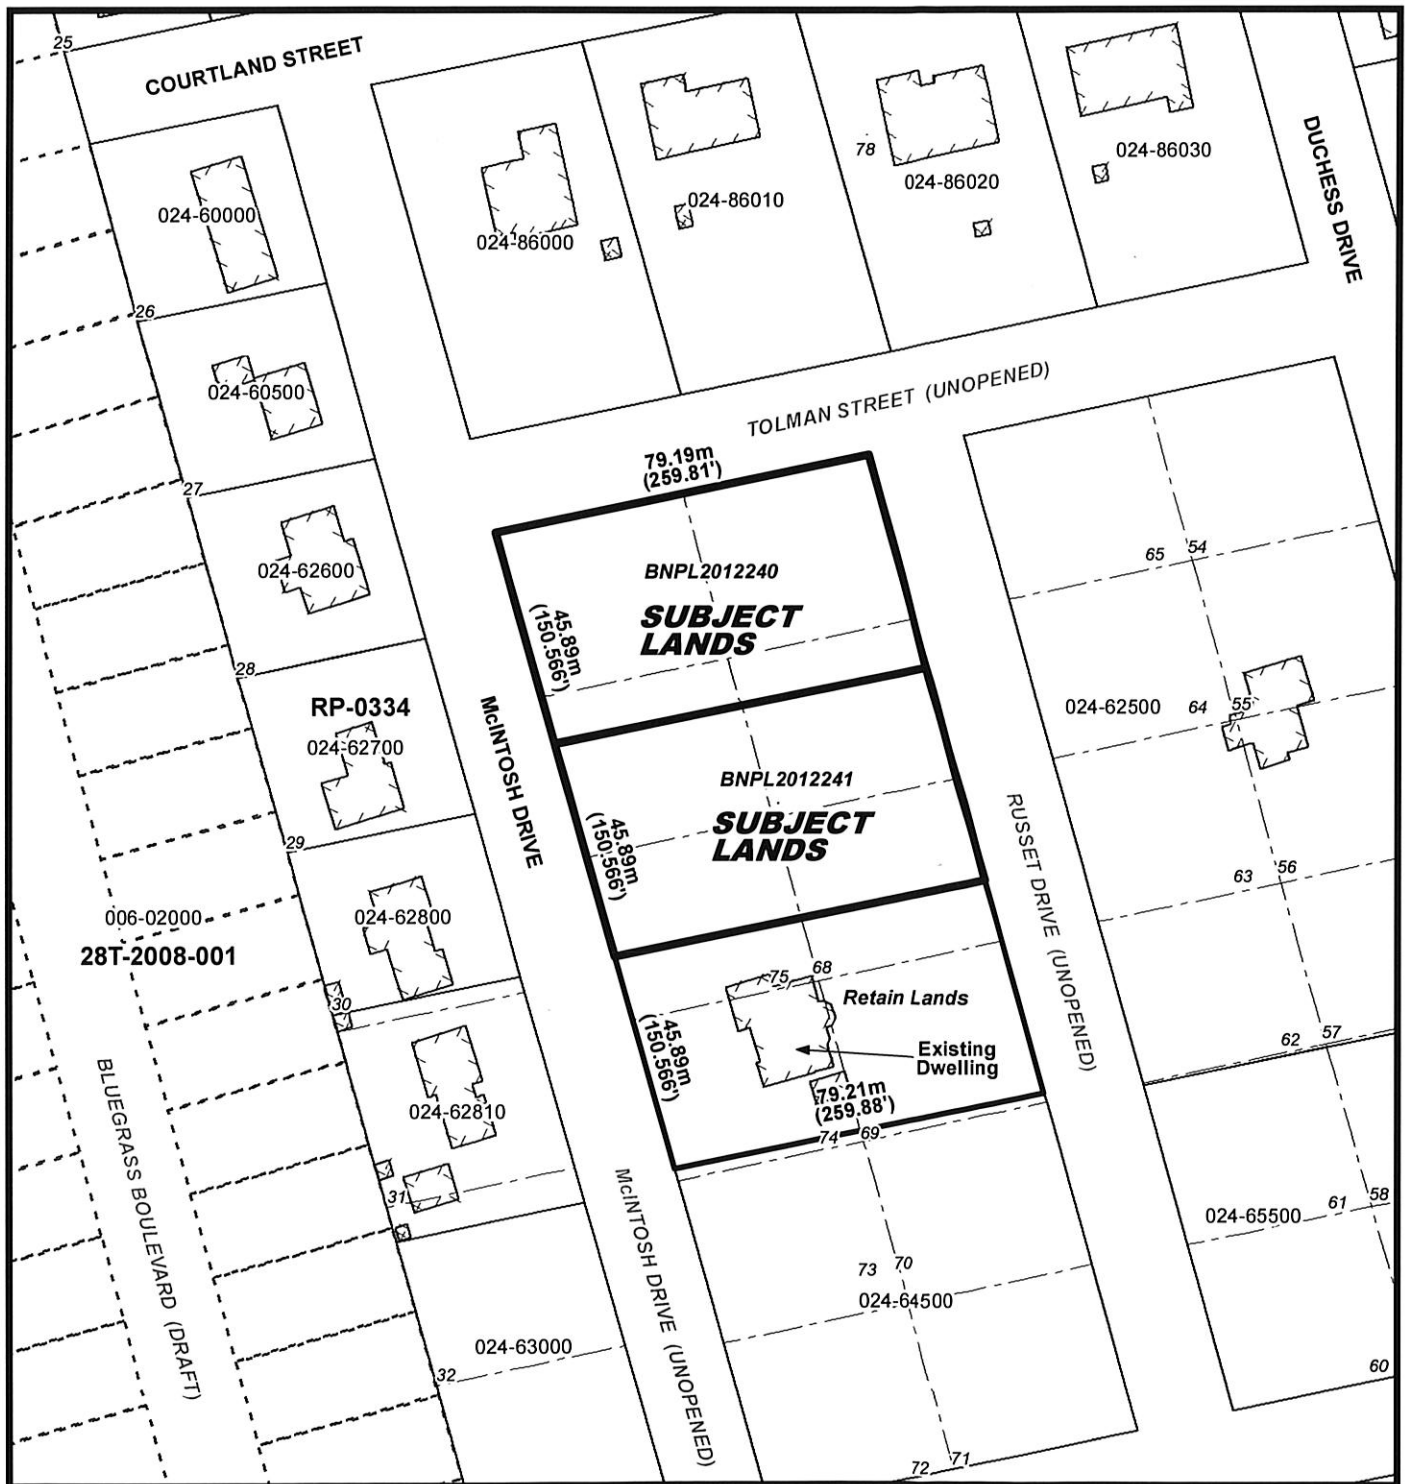 25
COURTLAND STREET
024-60000
024-86000
024-86010
78
024-86020
024-86030
DUCHESS DRIVE
26
024-60500
TOLMAN STREET (UNOPENED)
27
79.19m
(259.81')
024-62600
BNPL2012240
SUBJECT
LANDS
45.89m
(150.566')
65
54
28
RP-0334
024-62700
McINTOSH DRIVE
024-62500
64
55
BNPL2012241
SUBJECT
LANDS
45.89m
(150.566')
RUSSET DRIVE (UNOPENED)
29
63
56
006-02000
28T-2008-001
024-62800
30
75
68
Retain Lands
Existing
Dwelling
45.89m
(150.566')
79.21m
(259.88')
74
69
62
57
BLUEGRASS BOULEVARD (DRAFT)
024-62810
31
McINTOSH DRIVE (UNOPENED)
024-65500
61
58
73
70
024-64500
024-63000
32
60
72
71